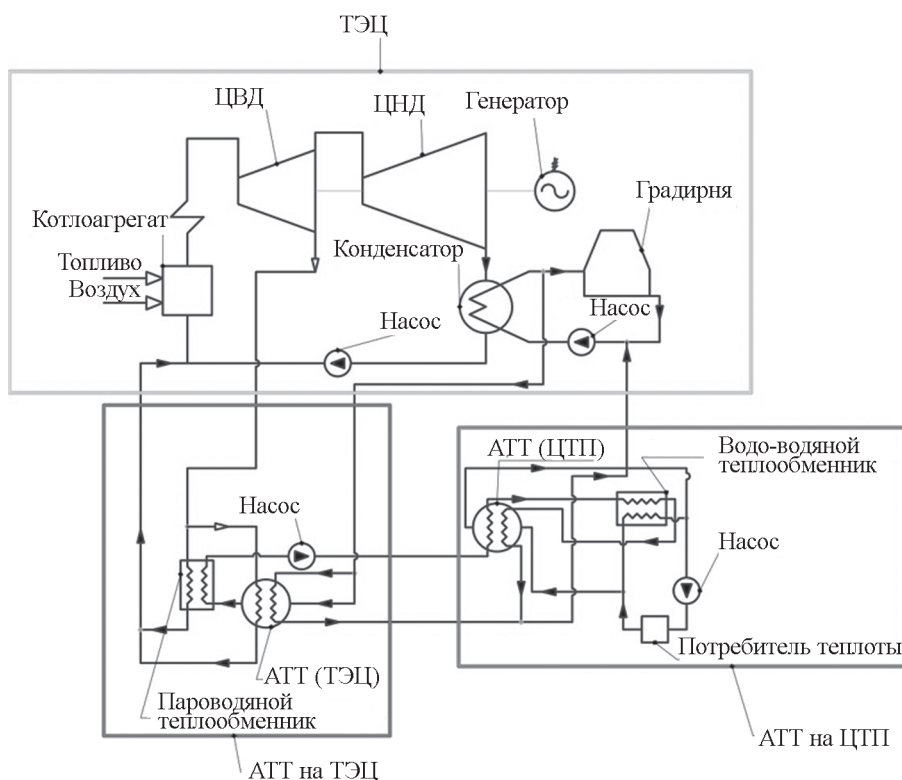 ТЭЦ
ЦВД
ЦНД
Генератор
Градирня
Котлоагрегат
Конденсатор
Топливо
Воздух
Насос
Насос
АТТ (ЦТП)
Водо-водяной
теплообменник
Насос
Насос
АТТ (ТЭЦ)
Потребитель теплоты
Пароводяной
теплообменник
АТТ на ЦТП
АТТ на ТЭЦ